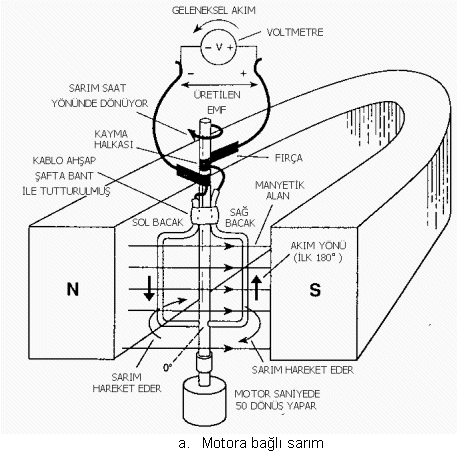 GELENEKSEL AKIM
− V +
VOLTMETRE
− +
ÜRETİLEN
EMF
SARIM SAAT
YÖNÜNDE DÖNÜYOR
KAYMA
HALKASI
FIRÇA
KABLO AHŞAP
ŞAFTA BANT
İLE TUTTURULMUŞ
MANYETİK
ALAN
SOL BACAK
SAĞ
BACAK
AKIM YÖNÜ
(İLK 180°)
N
S
0°
SARIM
HAREKET EDER
SARIM HAREKET EDER
MOTOR SANİYEDE
50 DÖNÜŞ YAPAR
a. Motora bağlı sarım